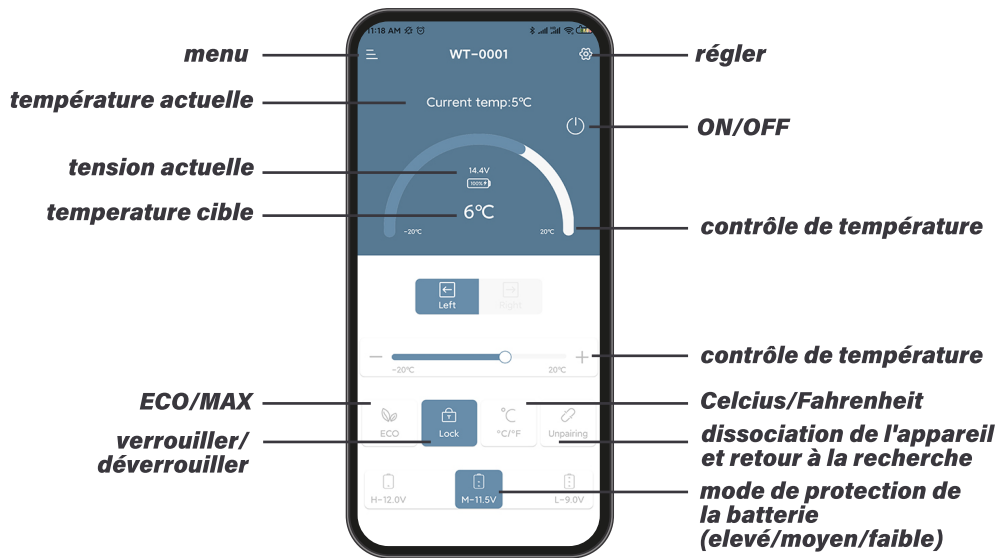 11:18 AM
menu
WT-0001
régler
température actuelle
Current temp:5°C
ON/OFF
tension actuelle
14.4V
100%
temperature cible
6°C
-20°C
20°C
contrôle de température
Left
Right
contrôle de température
-20°C
20°C
ECO/MAX
Celcius/Fahrenheit
ECO
Lock
°C
°C/°F
Unpairing
verrouiller/
déverrouiller
dissociation de l'appareil
et retour à la recherche
H-12.0V
M-11.5V
L-9.0V
mode de protection de
la batterie
(elevé/moyen/faible)